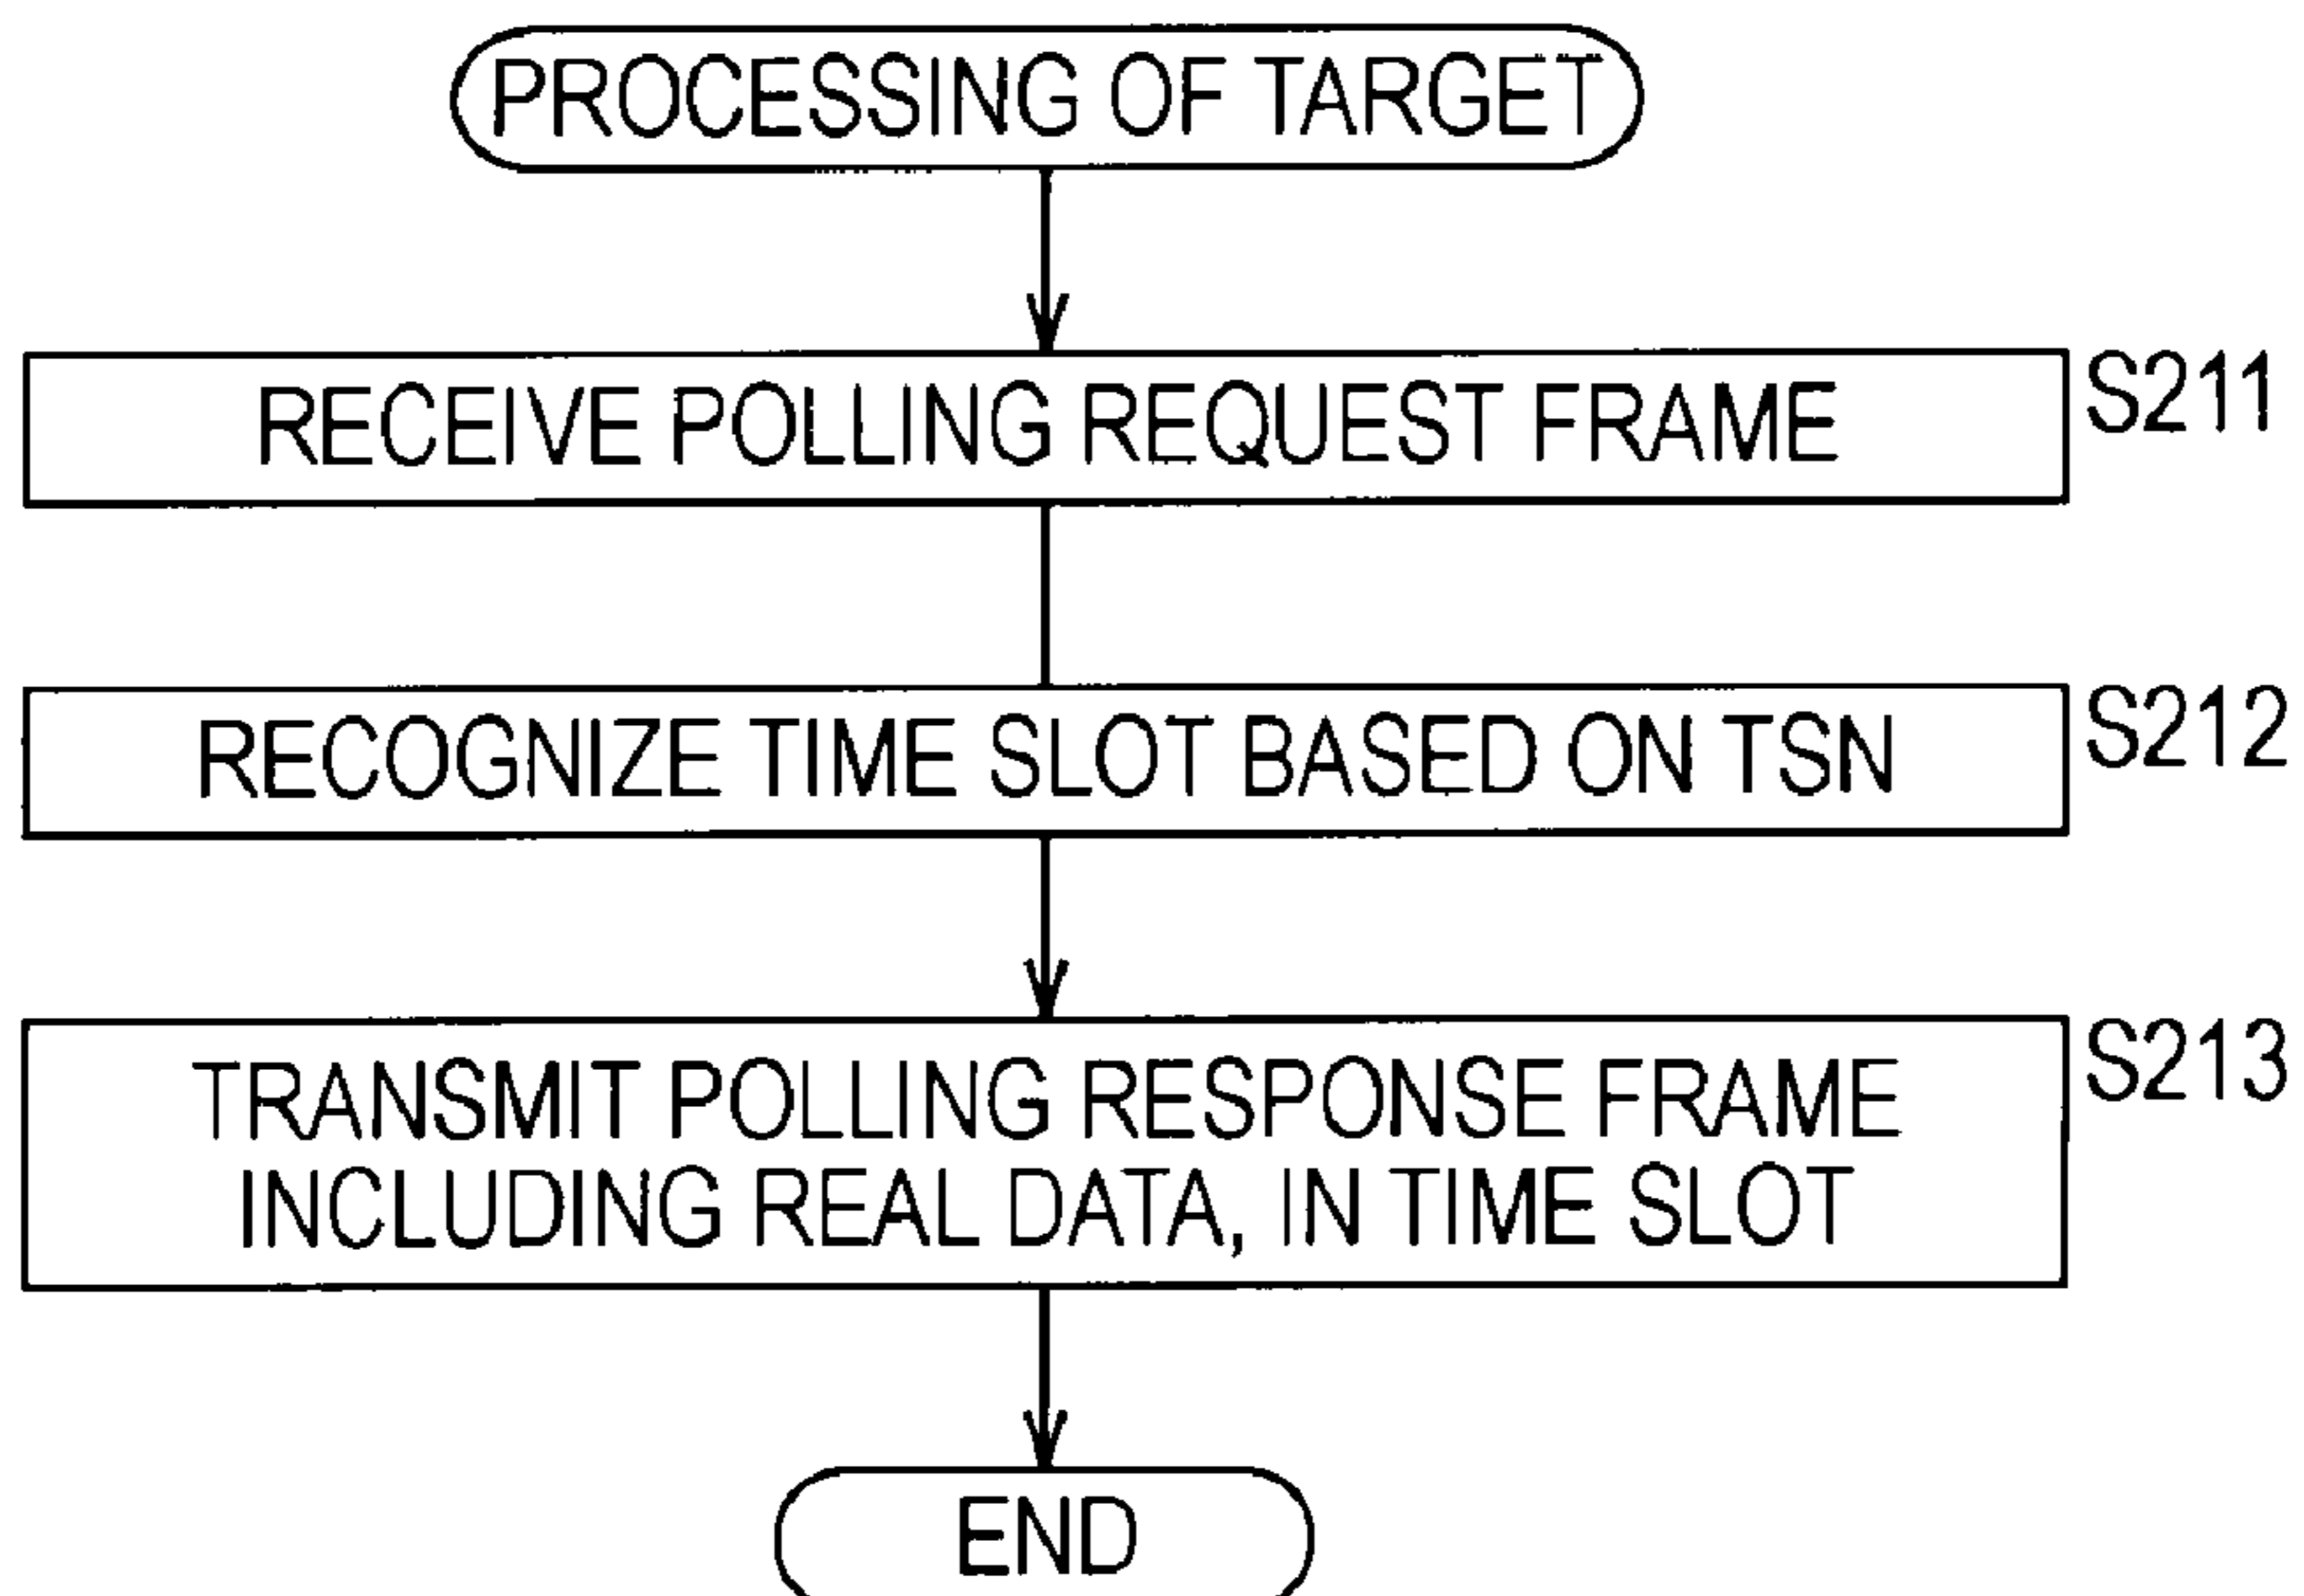 PROCESSING OF TARGET
RECEIVE POLLING REQUEST FRAME
S211
RECOGNIZE TIME SLOT BASED ON TSN
S212
TRANSMIT POLLING RESPONSE FRAME
INCLUDING REAL DATA, IN TIME SLOT
S213
END